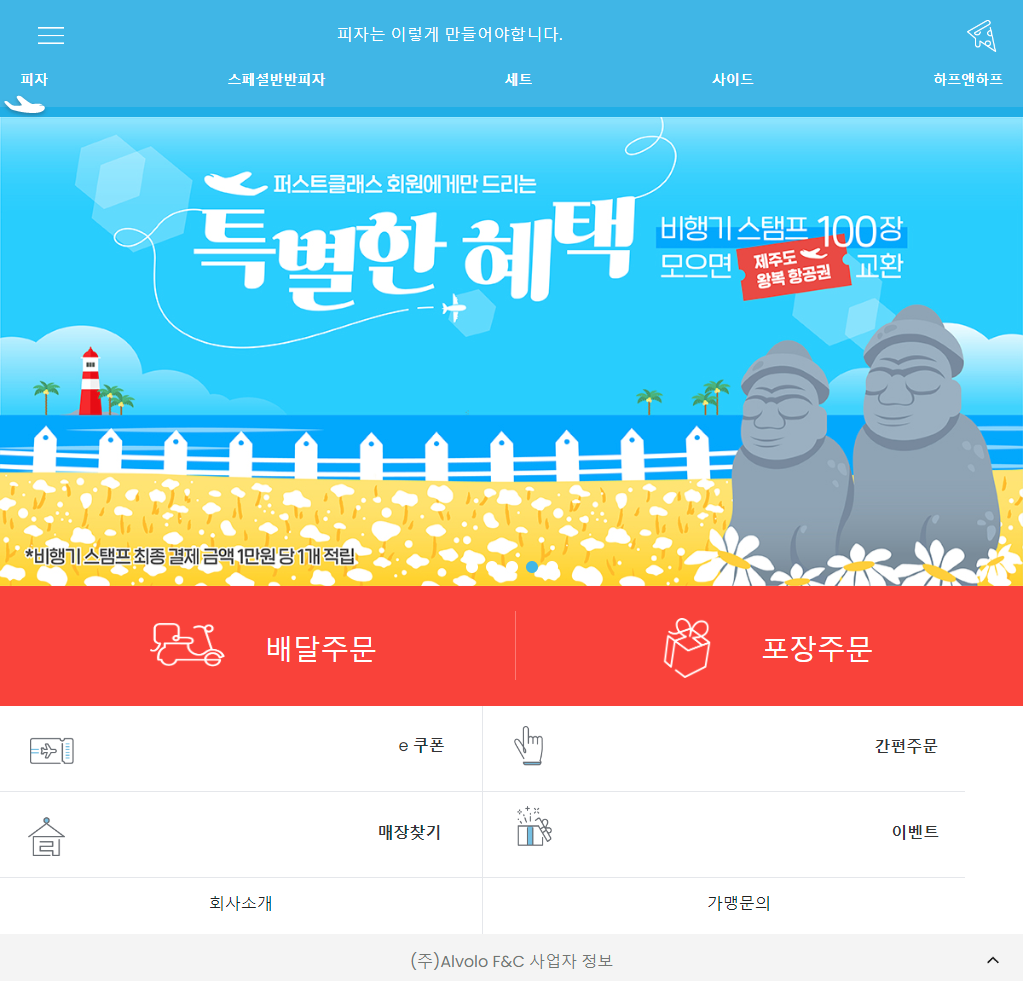 피자는 이렇게 만들어야합니다.
피자 스페셜반반피자 세트 사이드 하프앤하프
퍼스트클래스 회원에게만 드리는
특별한 혜택
비행기 스탬프 100장
모으면 제주도 왕복 항공권 교환
*비행기 스탬프 최종 결제 금액 1만원 당 1개 적립
배달주문 포장주문
e 쿠폰 간편주문
매장찾기 이벤트
회사소개 가맹문의
(주)Alvolo F&C 사업자 정보